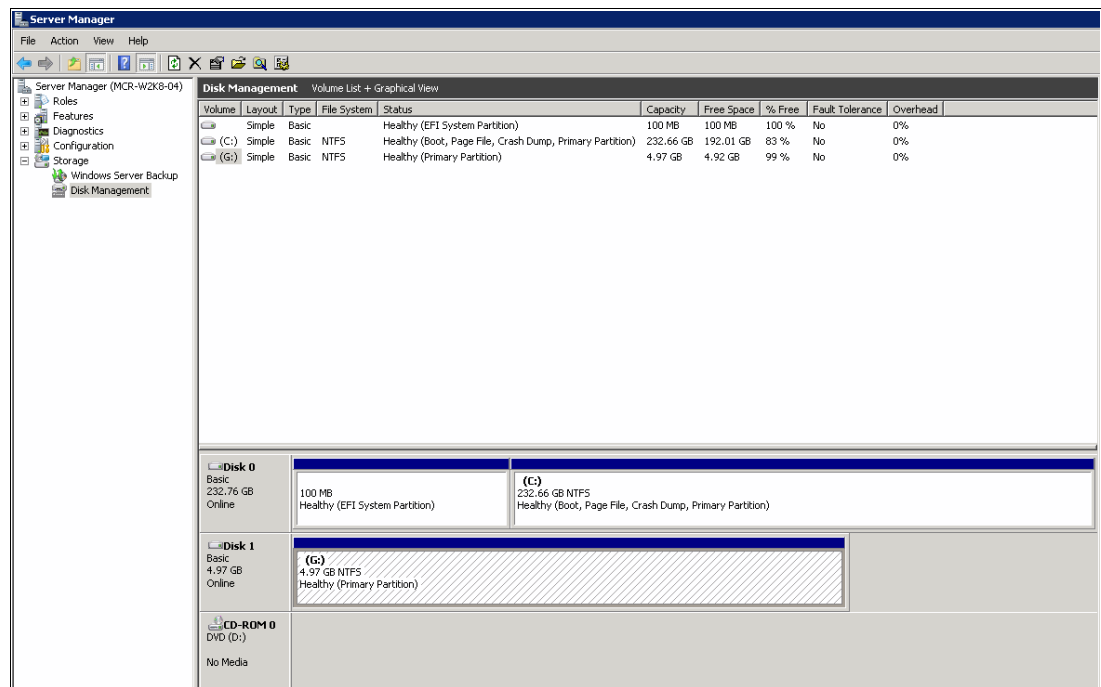 Server Manager
File Action View Help
Server Manager (MCR-W2K8-04)
Roles
Features
Diagnostics
Configuration
Storage
Windows Server Backup
Disk Management
Disk Management Volume List + Graphical View
Volume Layout Type File System Status Capacity Free Space % Free Fault Tolerance Overhead
Simple Basic Healthy (EFI System Partition) 100 MB 100 MB 100 % No 0%
(C:) Simple Basic NTFS Healthy (Boot, Page File, Crash Dump, Primary Partition) 232.66 GB 192.01 GB 83 % No 0%
(G:) Simple Basic NTFS Healthy (Primary Partition) 4.97 GB 4.92 GB 99 % No 0%
Disk 0
Basic
232.76 GB
Online
100 MB
Healthy (EFI System Partition)
(C:)
232.66 GB NTFS
Healthy (Boot, Page File, Crash Dump, Primary Partition)
Disk 1
Basic
4.97 GB
Online
(G:)
4.97 GB NTFS
Healthy (Primary Partition)
CD-ROM 0
DVD (D:)
No Media